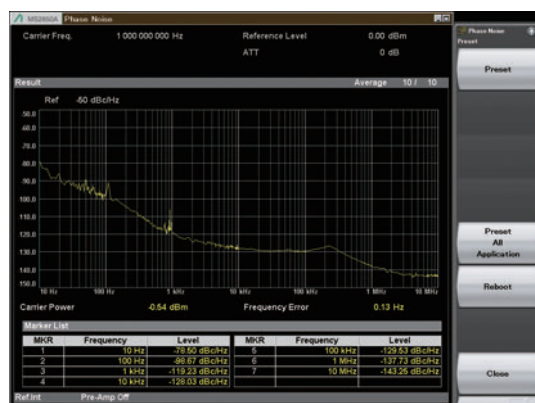 MS2850A Phase Noise
Carrier Freq. 1 000 000 000 Hz Reference Level 0.00 dBm
ATT 0 dB
Result Average 10 / 10
Ref -50 dBc/Hz
-50.0
-60.0
-70.0
-80.0
-90.0
100.0
110.0
120.0
130.0
140.0
150.0
10 Hz 100 Hz 1 kHz 10 kHz 100 kHz 1 MHz 10 MHz
Carrier Power -0.54 dBm Frequency Error 0.13 Hz
Marker List
MKR Frequency Level MKR Frequency Level
1 10 Hz -78.50 dBc/Hz 5 100 kHz -129.53 dBc/Hz
2 100 Hz -98.67 dBc/Hz 6 1 MHz -137.73 dBc/Hz
3 1 kHz -119.23 dBc/Hz 7 10 MHz -143.25 dBc/Hz
4 10 kHz -128.03 dBc/Hz
Ref.Int Pre-Amp Off
Phase Noise
Preset
Preset
Preset
All
Application
Reboot
Close